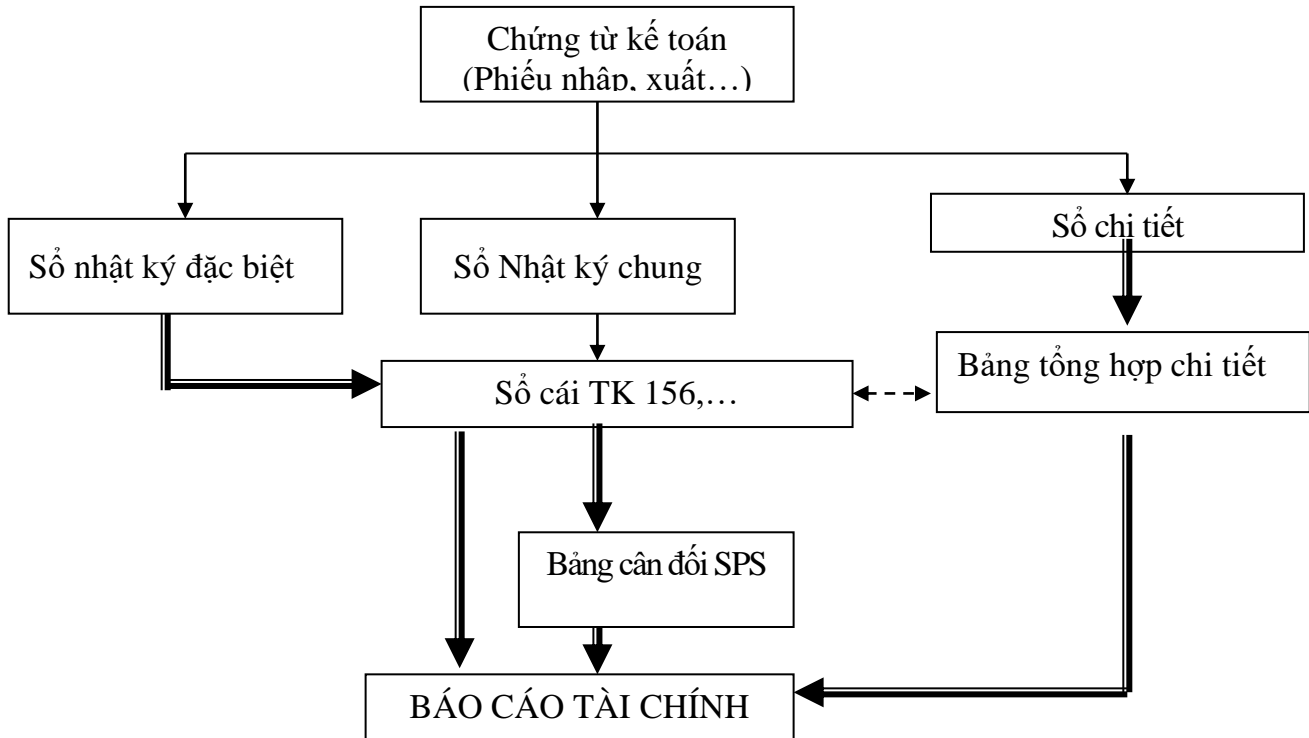 Chứng từ kế toán
(Phiếu nhập, xuất…)
Sổ nhật ký đặc biệt
Sổ Nhật ký chung
Sổ chi tiết
Sổ cái TK 156,…
Bảng tổng hợp chi tiết
Bảng cân đối SPS
BÁO CÁO TÀI CHÍNH